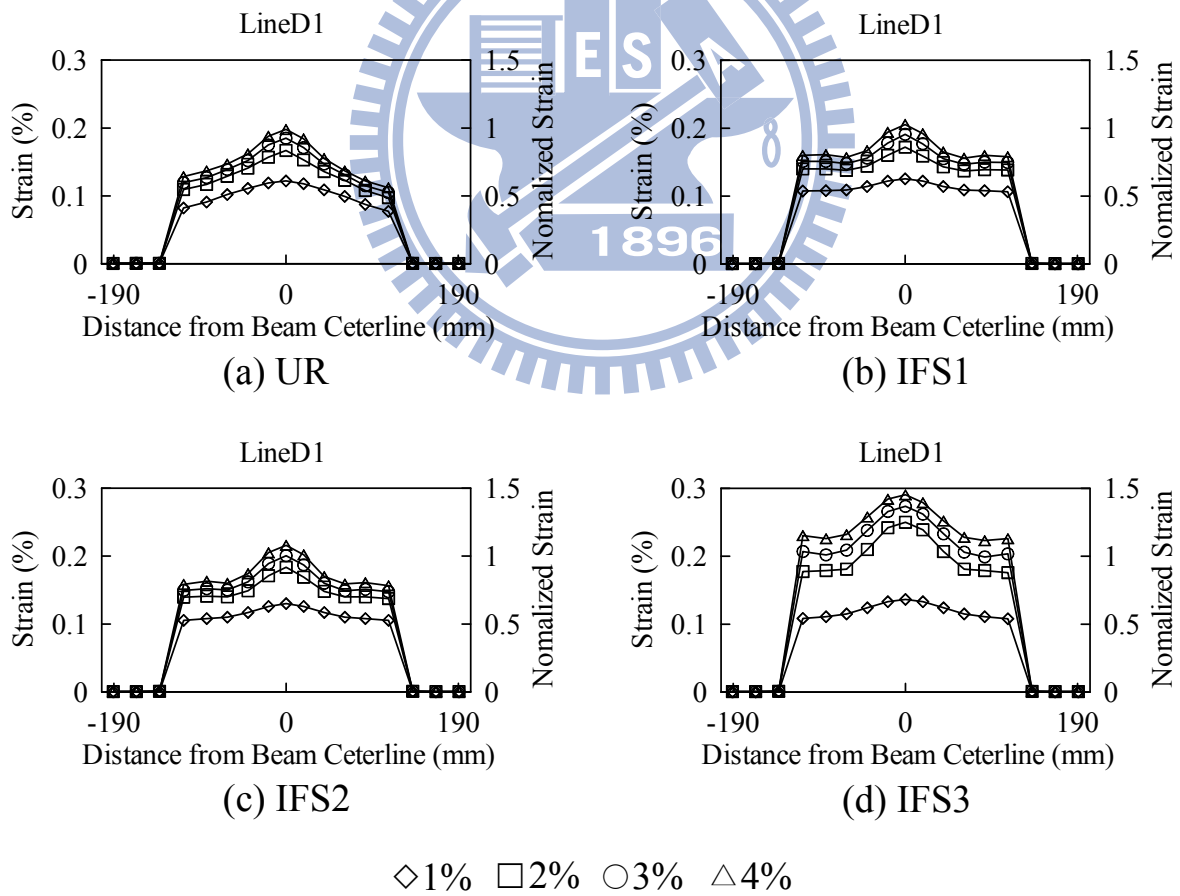 LineD1
0.3
0.2
0.1
0
1.5
1
0.5
0
-190 0 190
Strain (%)
Nomalized Strain
Distance from Beam Ceterline (mm)
(a) UR
LineD1
0.3
0.2
0.1
0
1.5
1
0.5
0
-190 0 190
Strain (%)
Nomalized Strain
Distance from Beam Ceterline (mm)
(b) IFS1
ES
A
8
1896
LineD1
0.3
0.2
0.1
0
1.5
1
0.5
0
-190 0 190
Strain (%)
Nomalized Strain
Distance from Beam Ceterline (mm)
(c) IFS2
LineD1
0.3
0.2
0.1
0
1.5
1
0.5
0
-190 0 190
Strain (%)
Nomalized Strain
Distance from Beam Ceterline (mm)
(d) IFS3
1% 2% 3% 4%